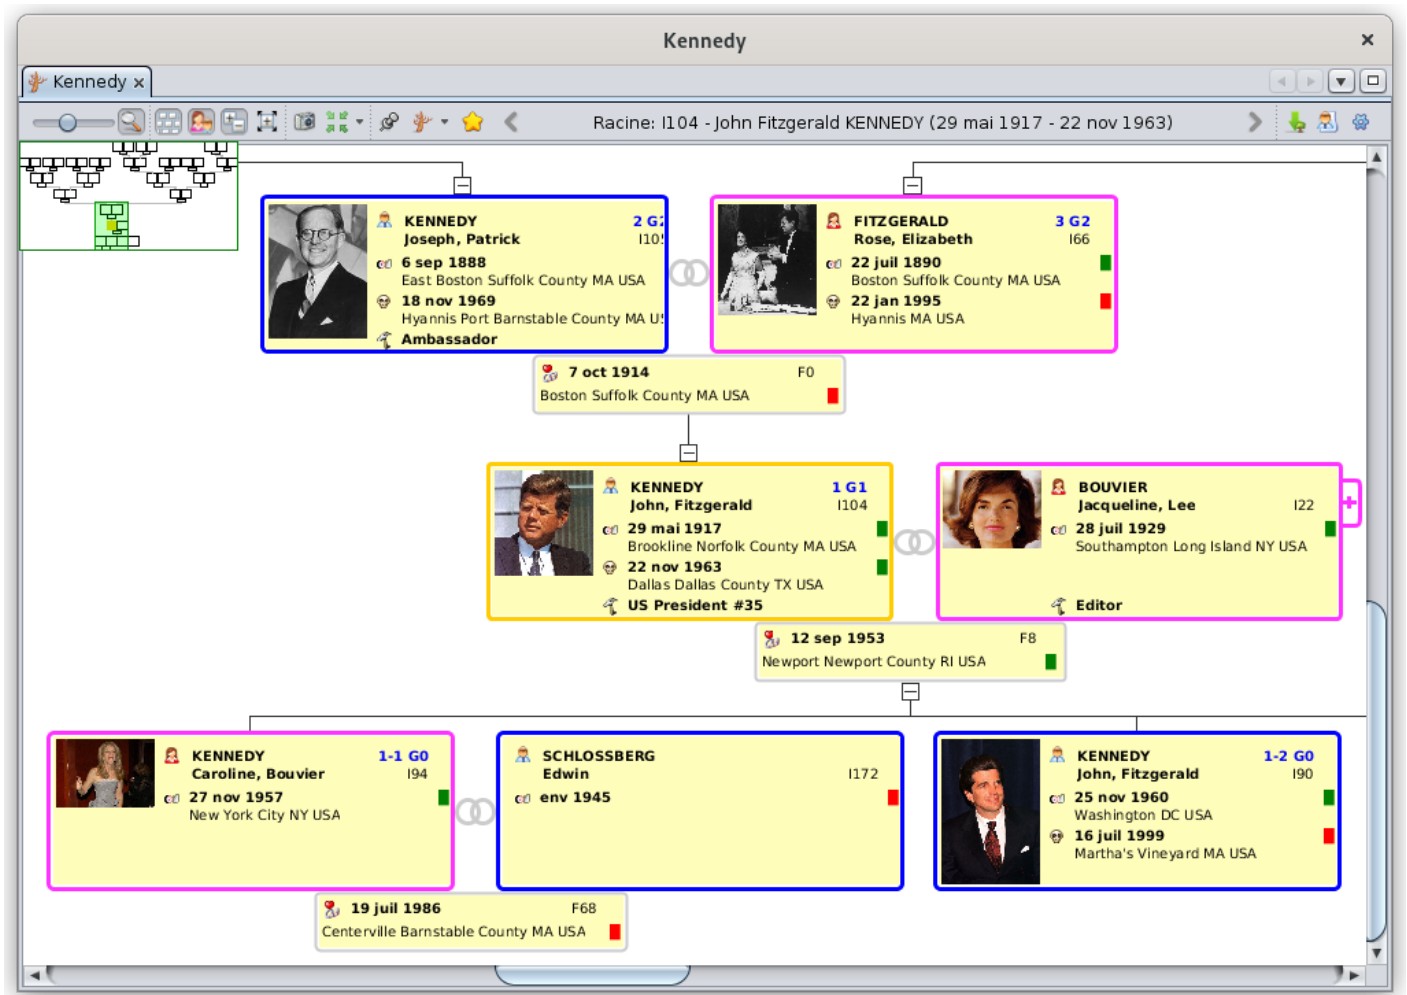 Kennedy
Kennedy
Racine: I104 - John Fitzgerald KENNEDY (29 mai 1917 - 22 nov 1963)
KENNEDY 2 G2
Joseph, Patrick I105
6 sep 1888
East Boston Suffolk County MA USA
18 nov 1969
Hyannis Port Barnstable County MA
Ambassador
FITZGERALD 3 G2
Rose, Elizabeth I66
22 juil 1890
Boston Suffolk County MA USA
22 jan 1995
Hyannis MA USA
7 oct 1914 F0
Boston Suffolk County MA USA
KENNEDY 1 G1
John, Fitzgerald I104
29 mai 1917
Brookline Norfolk County MA USA
22 nov 1963
Dallas Dallas County TX USA
US President #35
BOUVIER
Jacqueline, Lee I22
28 juil 1929
Southampton Long Island NY USA
Editor
12 sep 1953 F8
Newport Newport County RI USA
KENNEDY 1-1 G0
Caroline, Bouvier I94
27 nov 1957
New York City NY USA
SCHLOSSBERG
Edwin I172
env 1945
KENNEDY 1-2 G0
John, Fitzgerald I90
25 nov 1960
Washington DC USA
16 juil 1999
Martha's Vineyard MA USA
19 juil 1986 F68
Centerville Barnstable County MA USA